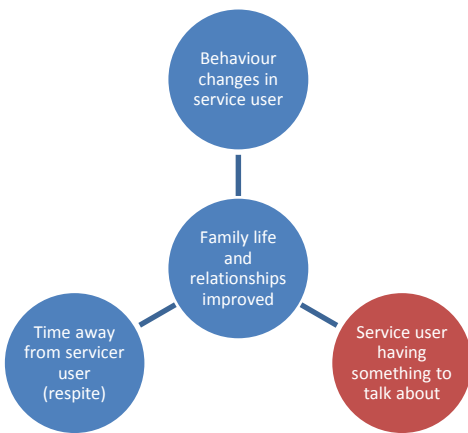 Behaviour
changes in
service user
Family life
and
relationships
improved
Time away
from servicer
user
(respite)
Service user
having
something to
talk about